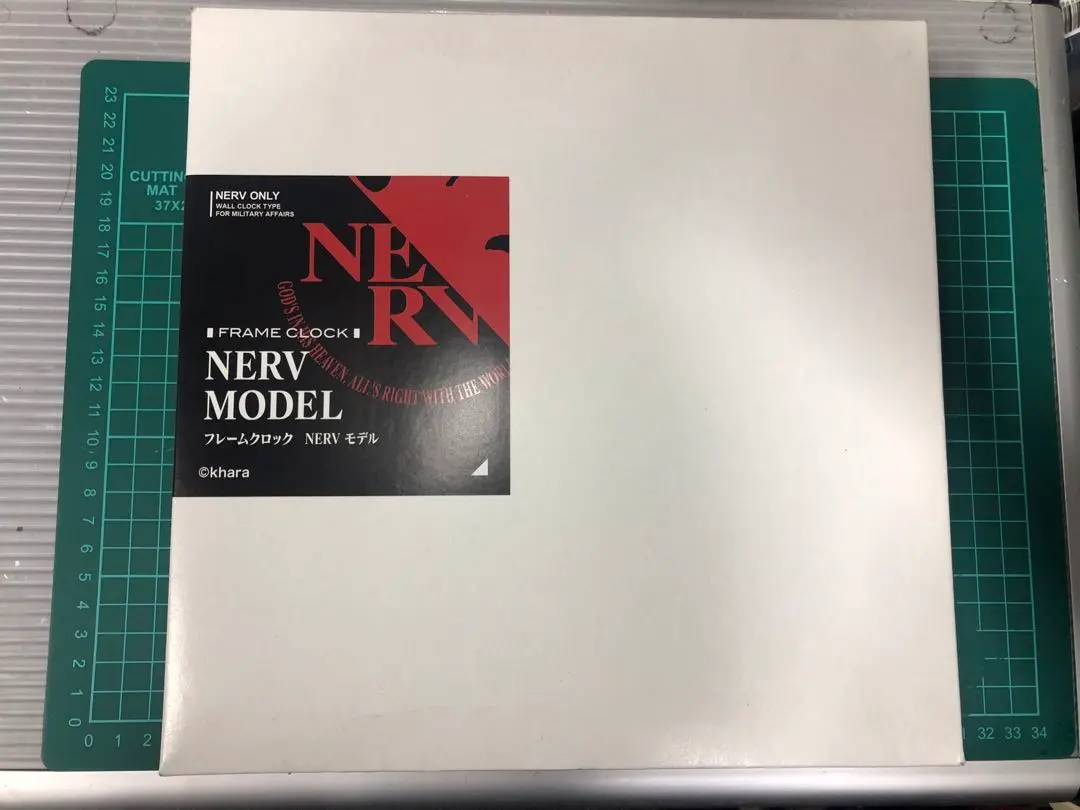 NERV ONLY
WALL CLOCK TYPE
FOR MILITARY AFFAIRS
NE
RV
GOD'S IN HIS HEAVEN, ALL'S RIGHT WITH THE WORL
FRAME CLOCK
NERV
MODEL
フレームクロック NERV モデル
©khara
CUTTING
MAT
37X2
23
22
21
20
19
18
17
16
15
14
13
12
11
10
9
8
7
6
5
4
3
2
1
0
0 1 2
32 33 34